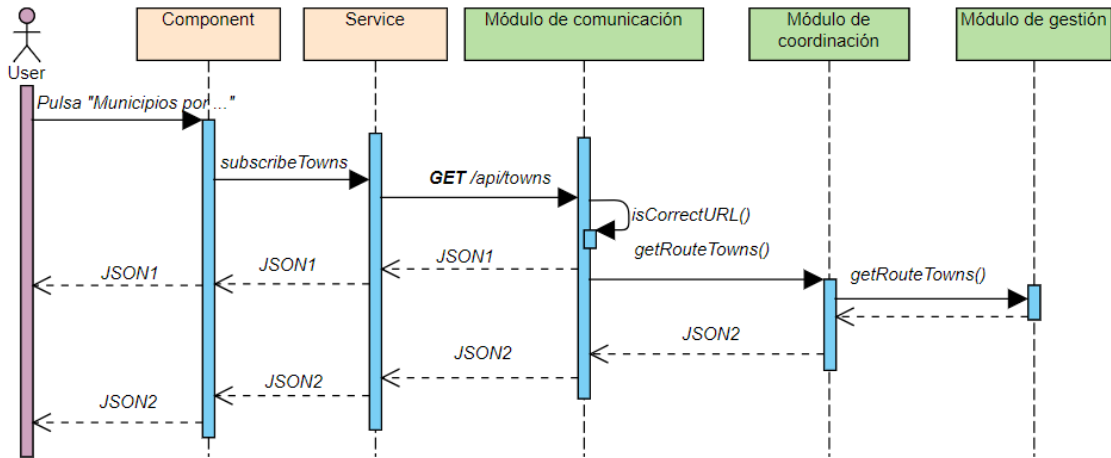 Component
Service
Módulo de comunicación
Módulo de
coordinación
Módulo de gestión
User
Pulsa "Municipios por ..."
subscribeTowns
GET /api/towns
isCorrectURL()
getRouteTowns()
JSON1
JSON1
JSON1
getRouteTowns()
JSON2
JSON2
JSON2
JSON2